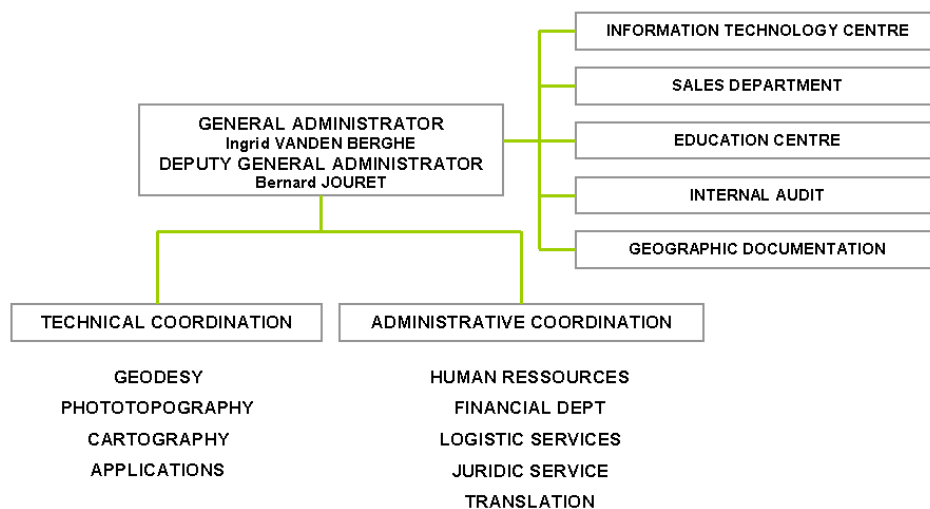 INFORMATION TECHNOLOGY CENTRE
SALES DEPARTMENT
GENERAL ADMINISTRATOR
Ingrid VANDEN BERGHE
DEPUTY GENERAL ADMINISTRATOR
Bernard JOURET
EDUCATION CENTRE
INTERNAL AUDIT
GEOGRAPHIC DOCUMENTATION
TECHNICAL COORDINATION
GEODESY
PHOTOTOPOGRAPHY
CARTOGRAPHY
APPLICATIONS
ADMINISTRATIVE COORDINATION
HUMAN RESSOURCES
FINANCIAL DEPT
LOGISTIC SERVICES
JURIDIC SERVICE
TRANSLATION